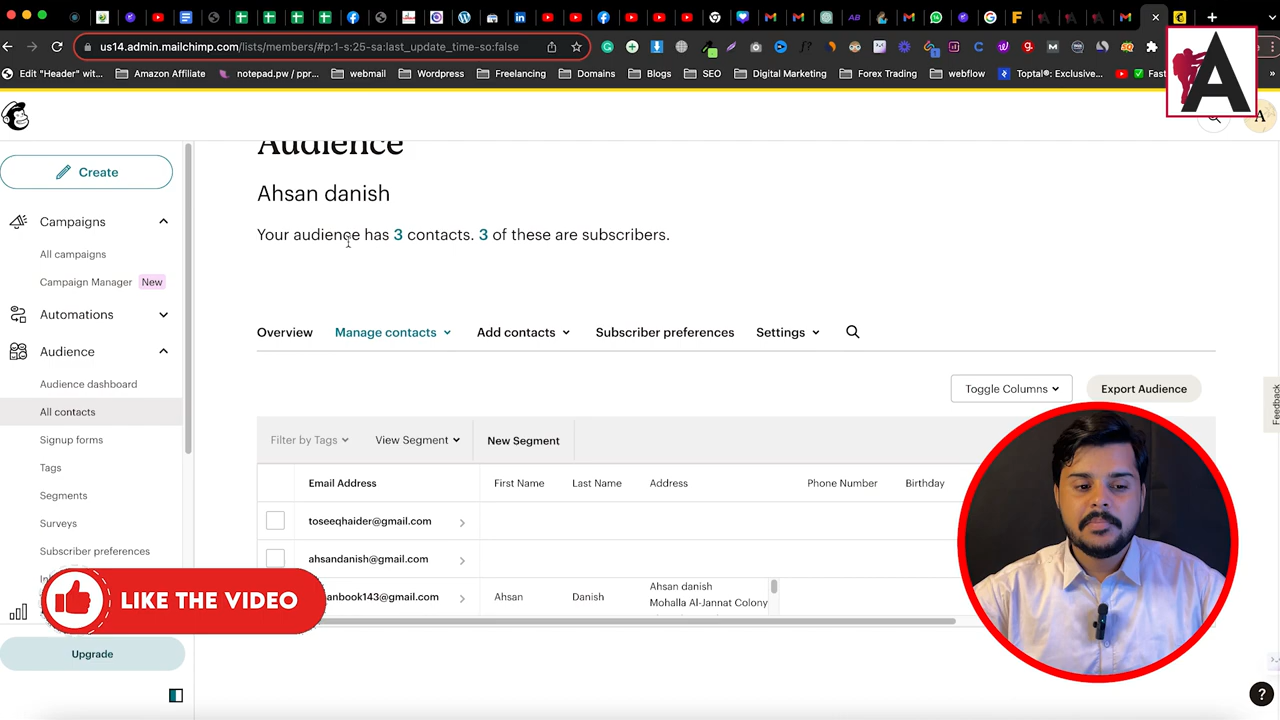 us14.admin.mailchimp.com/lists/members/#p:1-s:25-sa:last_update_time-so:false
Edit "Header" wit...
Amazon Affiliate
notepad.pw / ppr...
webmail
Wordpress
Freelancing
Domains
Blogs
SEO
Digital Marketing
Forex Trading
webflow
Toptal®: Exclusive...
Fast
A
A
Create
Campaigns
All campaigns
Campaign Manager New
Automations
Audience
Audience dashboard
All contacts
Signup forms
Tags
Segments
Surveys
Subscriber preferences
Upgrade
Audience
Ahsan danish
Your audience has 3 contacts. 3 of these are subscribers.
Overview
Manage contacts
Add contacts
Subscriber preferences
Settings
Toggle Columns
Export Audience
Feedback
Filter by Tags
View Segment
New Segment
Email Address First Name Last Name Address Phone Number Birthday
toseeqhaider@gmail.com
ahsandanish@gmail.com
anbook143@gmail.com Ahsan Danish Ahsan danish
Mohalla Al-Jannat Colony
LIKE THE VIDEO
?